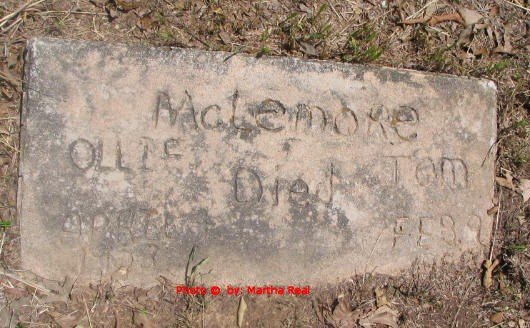 McLemore
OLLIE TOM
Died
APRIL FEB.
Photo © by: Martha Real